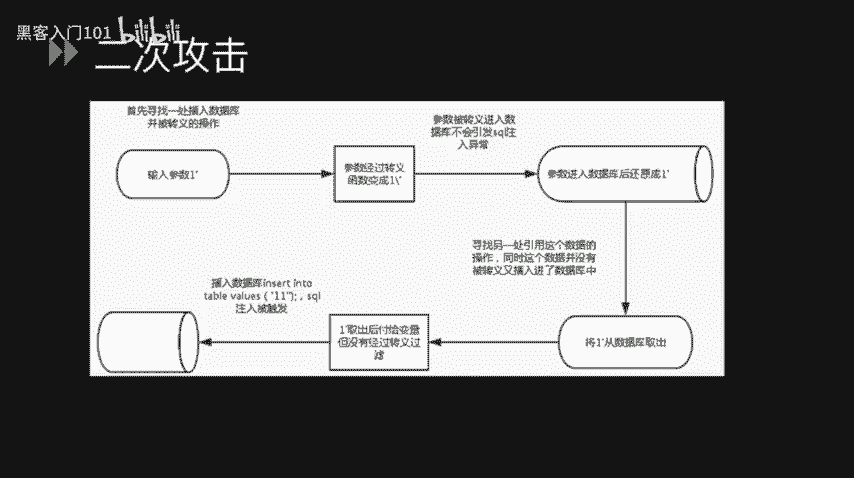 黑客入门101 bilibili
二次攻击
首先寻找一处插入数据库
并被转义的操作
参数被转义进入数
据库不会引发sql注
入异常
输入参数1'
参数经过转义
函数变成1\'
参数进入数据库后还原成1'
寻找另一处引用这个数据的
操作，同时这个数据并没有
被转义又插入进了数据库中
插入数据库insert into
table values ( "11");，sql
注入被触发
1'取出后付给变量
但没有经过转义过
滤
将1'从数据库取出